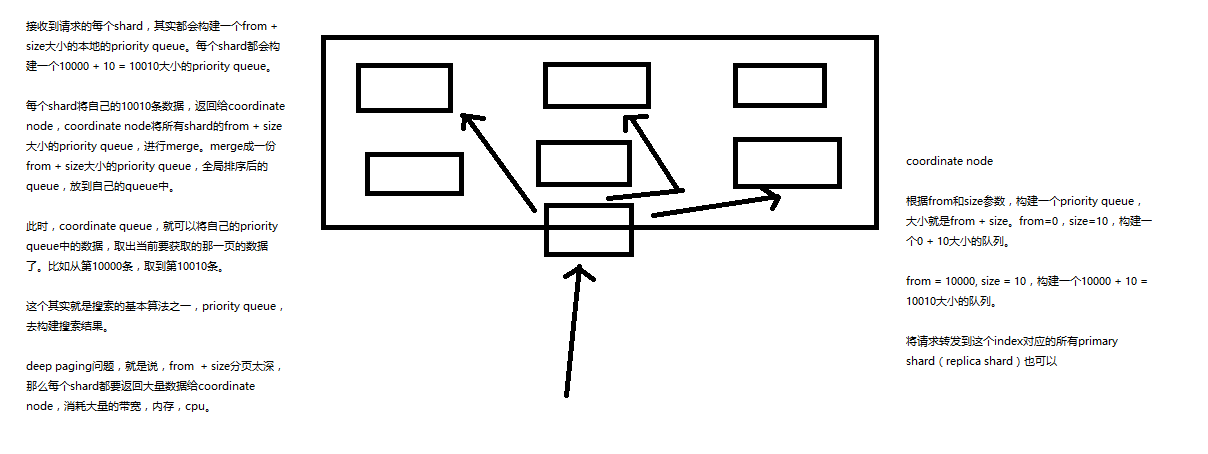 接收到请求的每个shard，其实都会构建一个from +
size大小的本地的priority queue。每个shard都会构
建一个10000 + 10 = 10010大小的priority queue。
每个shard将自己的10010条数据，返回给coordinate
node，coordinate node将所有shard的from + size
大小的priority queue，进行merge。merge成一份
from + size大小的priority queue，全局排序后的
queue，放到自己的queue中。
此时，coordinate queue，就可以将自己的priority
queue中的数据，取出当前要获取的那一页的数据
了。比如从第10000条，取到第10010条。
这个其实就是搜索的基本算法之一，priority queue，
去构建搜索结果。
deep paging问题，就是说，from  + size分页太深，
那么每个shard都要返回大量数据给coordinate
node，消耗大量的带宽，内存，cpu。
coordinate node
根据from和size参数，构建一个priority queue，
大小就是from + size。from=0，size=10，构建一
个0 + 10大小的队列。
from = 10000, size = 10，构建一个10000 + 10 =
10010大小的队列。
将请求转发到这个index对应的所有primary
shard（replica shard）也可以